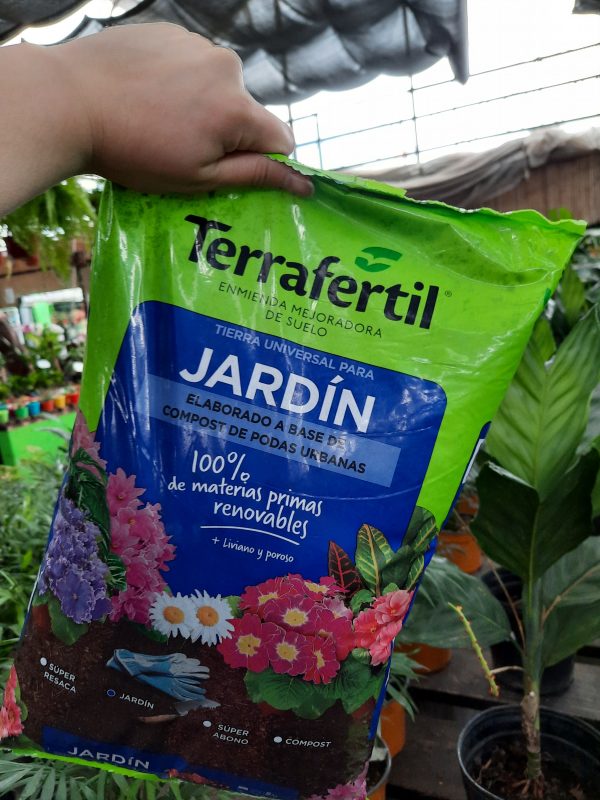 Terrafertil®
ENMIENDA MEJORADORA
DE SUELO
TIERRA UNIVERSAL PARA
JARDÍN
ELABORADO A BASE DE
COMPOST DE PODAS URBANAS
100%
de materias primas
renovables
+ Liviano y poroso
SÚPER
RESACA
JARDÍN
SÚPER
ABONO
COMPOST
JARDÍN